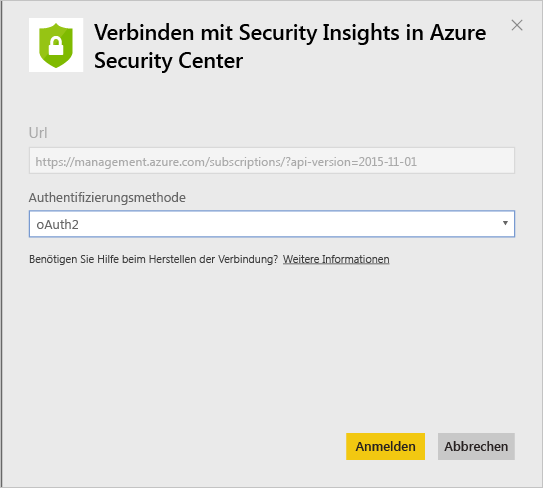 Verbinden mit Security Insights in Azure
Security Center
Url
https://management.azure.com/subscriptions/?api-version=2015-11-01
Authentifizierungsmethode
oAuth2
Benötigen Sie Hilfe beim Herstellen der Verbindung? Weitere Informationen
Anmelden Abbrechen